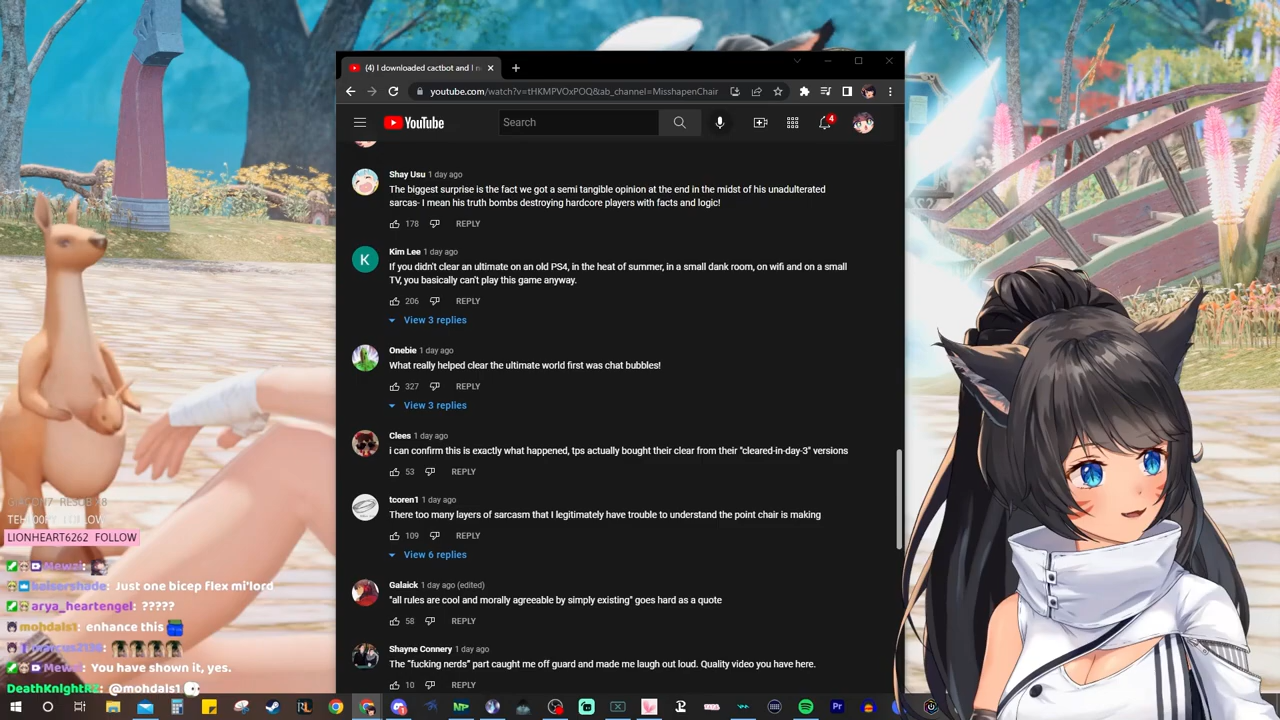 (4) I downloaded cactbot and I n
youtube.com/watch?v=tHKMPVOxPOQ&ab_channel=MisshapenChair
YouTube
Search
4
Shay Usu 1 day ago
The biggest surprise is the fact we got a semi tangible opinion at the end in the midst of his unadulterated
sarcas- I mean his truth bombs destroying hardcore players with facts and logic!
178 REPLY
K
Kim Lee 1 day ago
If you didn't clear an ultimate on an old PS4, in the heat of summer, in a small dank room, on wifi and on a small
TV, you basically can't play this game anyway.
206 REPLY
View 3 replies
Onebie 1 day ago
What really helped clear the ultimate world first was chat bubbles!
327 REPLY
View 3 replies
Clees 1 day ago
i can confirm this is exactly what happened, tps actually bought their clear from their "cleared-in-day-3" versions
53 REPLY
tcoren1 1 day ago
There too many layers of sarcasm that I legitimately have trouble to understand the point chair is making
109 REPLY
View 6 replies
Galaick 1 day ago (edited)
"all rules are cool and morally agreeable by simply existing" goes hard as a quote
58 REPLY
Shayne Connery 1 day ago
The “fucking nerds” part caught me off guard and made me laugh out loud. Quality video you have here.
10 REPLY
RESUB X8
FOLLOW
LIONHEART6262 FOLLOW
Mewzi:
kaisershade: Just one bicep flex mi'lord
arya_heartengel: ?????
mohdals1: enhance this
Mewzi: You have shown it, yes.
DeathKnightR2: @mohdals1
NP
Pr